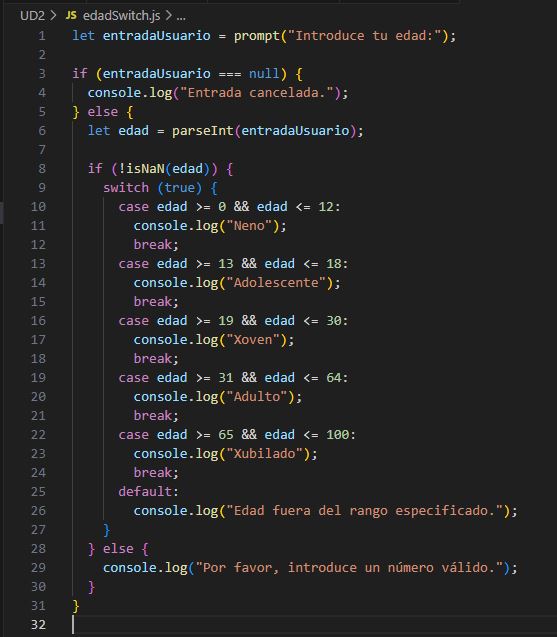 UD2 > JS edadSwitch.js > ...
1 let entradaUsuario = prompt("Introduce tu edad:");
2
3 if (entradaUsuario === null) {
4   console.log("Entrada cancelada.");
5 } else {
6   let edad = parseInt(entradaUsuario);
7
8   if (!isNaN(edad)) {
9     switch (true) {
10       case edad >= 0 && edad <= 12:
11         console.log("Neno");
12         break;
13       case edad >= 13 && edad <= 18:
14         console.log("Adolescente");
15         break;
16       case edad >= 19 && edad <= 30:
17         console.log("Xoven");
18         break;
19       case edad >= 31 && edad <= 64:
20         console.log("Adulto");
21         break;
22       case edad >= 65 && edad <= 100:
23         console.log("Xubilado");
24         break;
25       default:
26         console.log("Edad fuera del rango especificado.");
27     }
28   } else {
29     console.log("Por favor, introduce un número válido.");
30   }
31 }
32